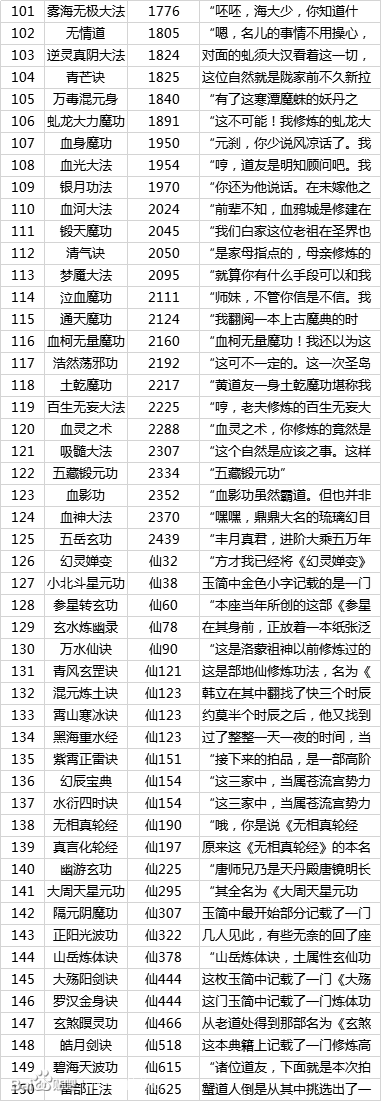 101 雾海无极大法 1776 “呸呸，海大少，你知道什
102 无情道 1805 “嗯，名儿的事情不用操心，
103 逆灵真阴大法 1824 对面的虬须大汉看着这一切，
104 青芒诀 1825 这位自然就是陇家前不久新拉
105 万毒混元身 1840 “有了这寒潭魔蛛的妖丹之
106 虬龙大力魔功 1891 “这不可能！我修炼的虬龙大
107 血身魔功 1950 “元刹，你少说风凉话了。我
108 血光大法 1954 “哼，道友是明知顾问吧。我
109 银月功法 1970 “你还为他说话。在未嫁他之
110 血河大法 2024 “前辈不知，血鸦城是修建在
111 锻天魔功 2045 “我们白家这位老祖在圣界也
112 清气诀 2050 “是家母指点的，母亲修炼的
113 梦魇大法 2095 “就算你有什么手段可以和我
114 泣血魔功 2111 “师妹，不管你信是不信。我
115 通天魔功 2124 “我翻阅一本上古魔典的时
116 血柯无量魔功 2160 “血柯无量魔功！我还以为这
117 浩然荡邪功 2192 “这可不一定的。这一次圣岛
118 土乾魔功 2217 “黄道友一身土乾魔功堪称我
119 百生无妄大法 2225 “哼，老夫修炼的百生无妄大
120 血灵之术 2288 “血灵之术，你修炼的竟然是
121 吸髓大法 2307 “这个自然是应该之事。这样
122 五藏锻元功 2334 “五藏锻元功”
123 血影功 2352 “血影功虽然霸道。但也并非
124 血神大法 2370 “嘿嘿，鼎鼎大名的琉璃幻目
125 五岳玄功 2439 “丰月真君，进阶大乘五万年
126 幻灵婵变 仙32 “方才我已经将《幻灵婵变》
127 小北斗星元功 仙38 玉简中金色小字记载的是一门
128 参星转玄功 仙60 “本座当年所创的这部《参星
129 玄水炼幽录 仙78 在其身前，正放着一本纸张泛
130 万水仙诀 仙90 “这是洛蒙祖神以前修炼过的
131 青风玄罡诀 仙121 这是部地仙修炼功法，名为《
132 混元炼土诀 仙123 韩立在其中翻找了快三个时辰
133 霄山寒冰诀 仙123 约莫半个时辰之后，他又找到
134 黑海重水经 仙123 过了整整一天一夜的时间，当
135 紫霄正雷诀 仙151 “接下来的拍品，是一部高阶
136 幻辰宝典 仙154 “这三家中，当属苍流宫势力
137 水衍四时诀 仙154 “这三家中，当属苍流宫势力
138 无相真轮经 仙190 “哦，你是说《无相真轮经
139 真言化轮经 仙197 原来这《无相真轮经》的本名
140 幽游玄功 仙225 “唐师兄乃是天丹殿唐镜明长
141 大周天星元功 仙295 “其全名为《大周天星元功
142 隔元阴魔功 仙307 玉简中最开始部分记载了一门
143 正阳光波功 仙322 几人见此，有些无奈的回了座
144 山岳炼体诀 仙378 “山岳炼体诀，土属性玄仙功
145 大殇阳剑诀 仙444 这枚玉简中记载了一门《大殇
146 罗汉金身诀 仙444 这门玉简中记载了一门炼体功
147 玄煞暝灵功 仙466 从老道处得到那部名为《玄煞
148 皓月剑诀 仙518 这本典籍上记载了一门修炼高
149 碧海天波功 仙615 “诸位道友，下面就是本次拍
150 雷部正法 仙625 蟹道人倒是从其中挑选出了一